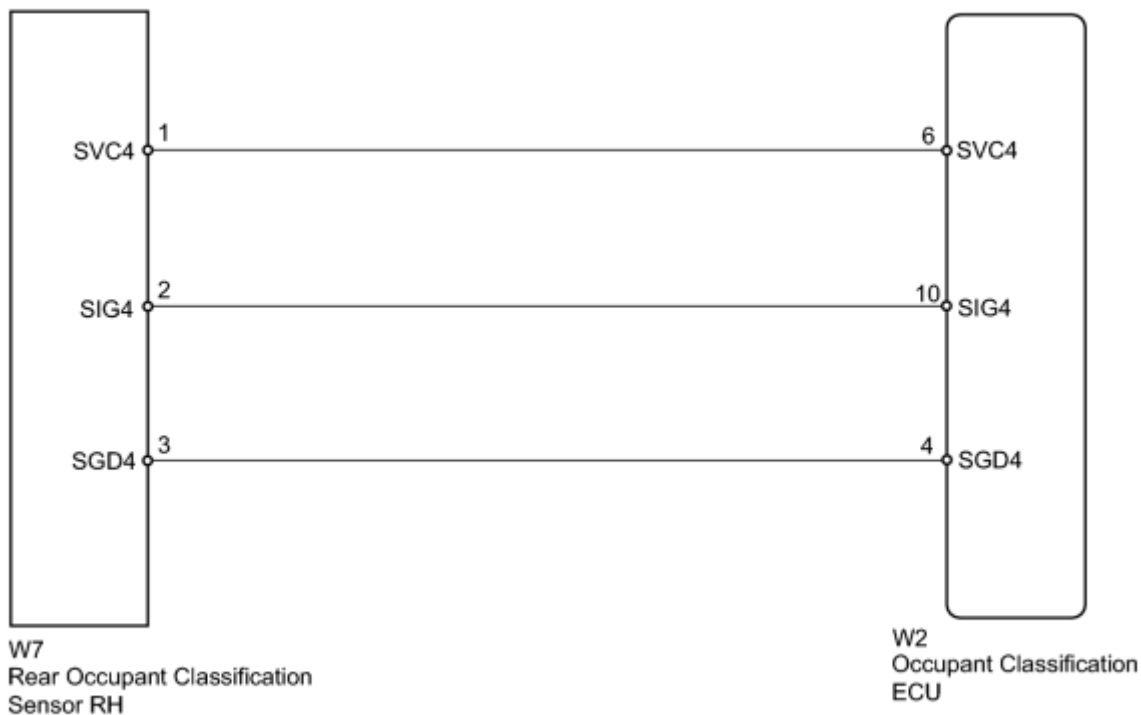 1
6
SVC4
SVC4
2
10
SIG4
SIG4
3
4
SGD4
SGD4
W7
Rear Occupant Classification
Sensor RH
W2
Occupant Classification
ECU